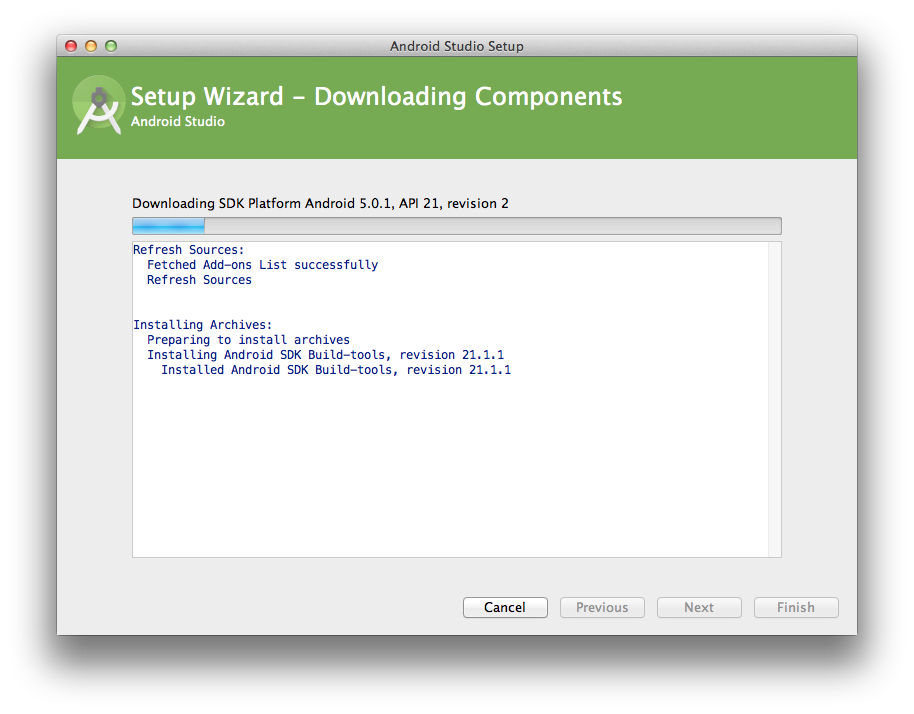 Android Studio Setup
Setup Wizard – Downloading Components
Android Studio
Downloading SDK Platform Android 5.0.1, API 21, revision 2
Refresh Sources:
  Fetched Add-ons List successfully
  Refresh Sources
Installing Archives:
  Preparing to install archives
  Installing Android SDK Build-tools, revision 21.1.1
    Installed Android SDK Build-tools, revision 21.1.1
Cancel Previous Next Finish